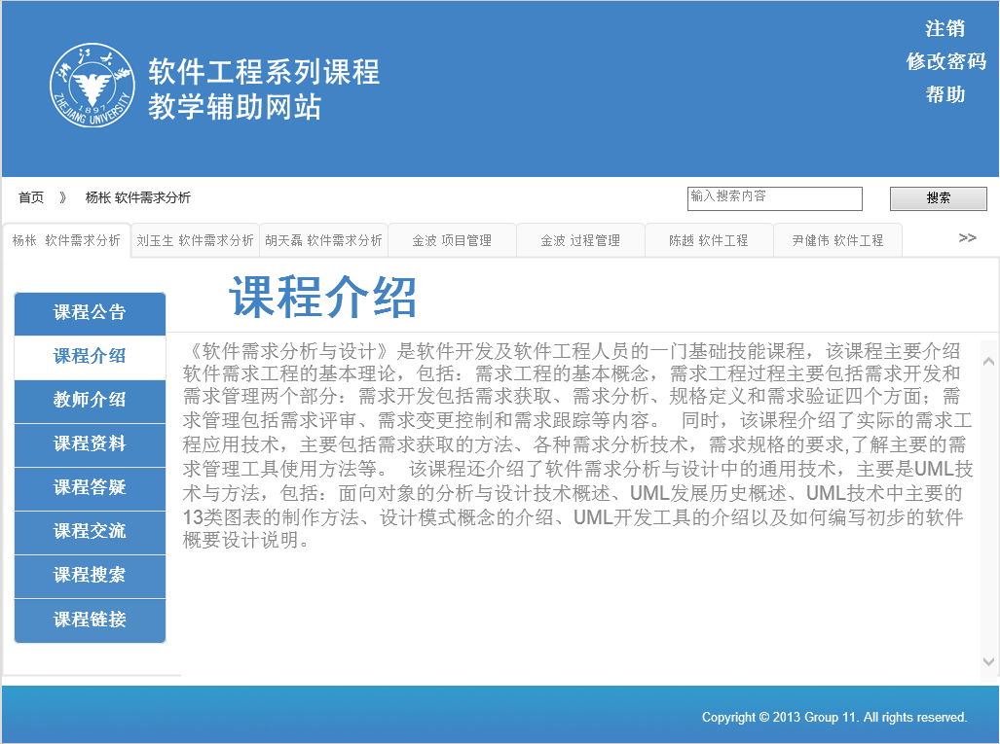 注销
修改密码
帮助
浙江大学
ZHEJIANG UNIVERSITY
1897
软件工程系列课程
教学辅助网站
首页 》 杨枨 软件需求分析
输入搜索内容
搜索
杨枨 软件需求分析 刘玉生 软件需求分析 胡天磊 软件需求分析 金波 项目管理 金波 过程管理 陈越 软件工程 尹健伟 软件工程 >>
课程公告
课程介绍
教师介绍
课程资料
课程答疑
课程交流
课程搜索
课程链接
课程介绍
《软件需求分析与设计》是软件开发及软件工程人员的一门基础技能课程，该课程主要介绍
软件需求工程的基本理论，包括：需求工程的基本概念，需求工程过程主要包括需求开发和
需求管理两个部分：需求开发包括需求获取、需求分析、规格定义和需求验证四个方面；需
求管理包括需求评审、需求变更控制和需求跟踪等内容。 同时，该课程介绍了实际的需求工
程应用技术，主要包括需求获取的方法、各种需求分析技术，需求规格的要求,了解主要的需
求管理工具使用方法等。 该课程还介绍了软件需求分析与设计中的通用技术，主要是UML技
术与方法，包括：面向对象的分析与设计技术概述、UML发展历史概述、UML技术中主要的
13类图表的制作方法、设计模式概念的介绍、UML开发工具的介绍以及如何编写初步的软件
概要设计说明。
Copyright © 2013 Group 11. All rights reserved.